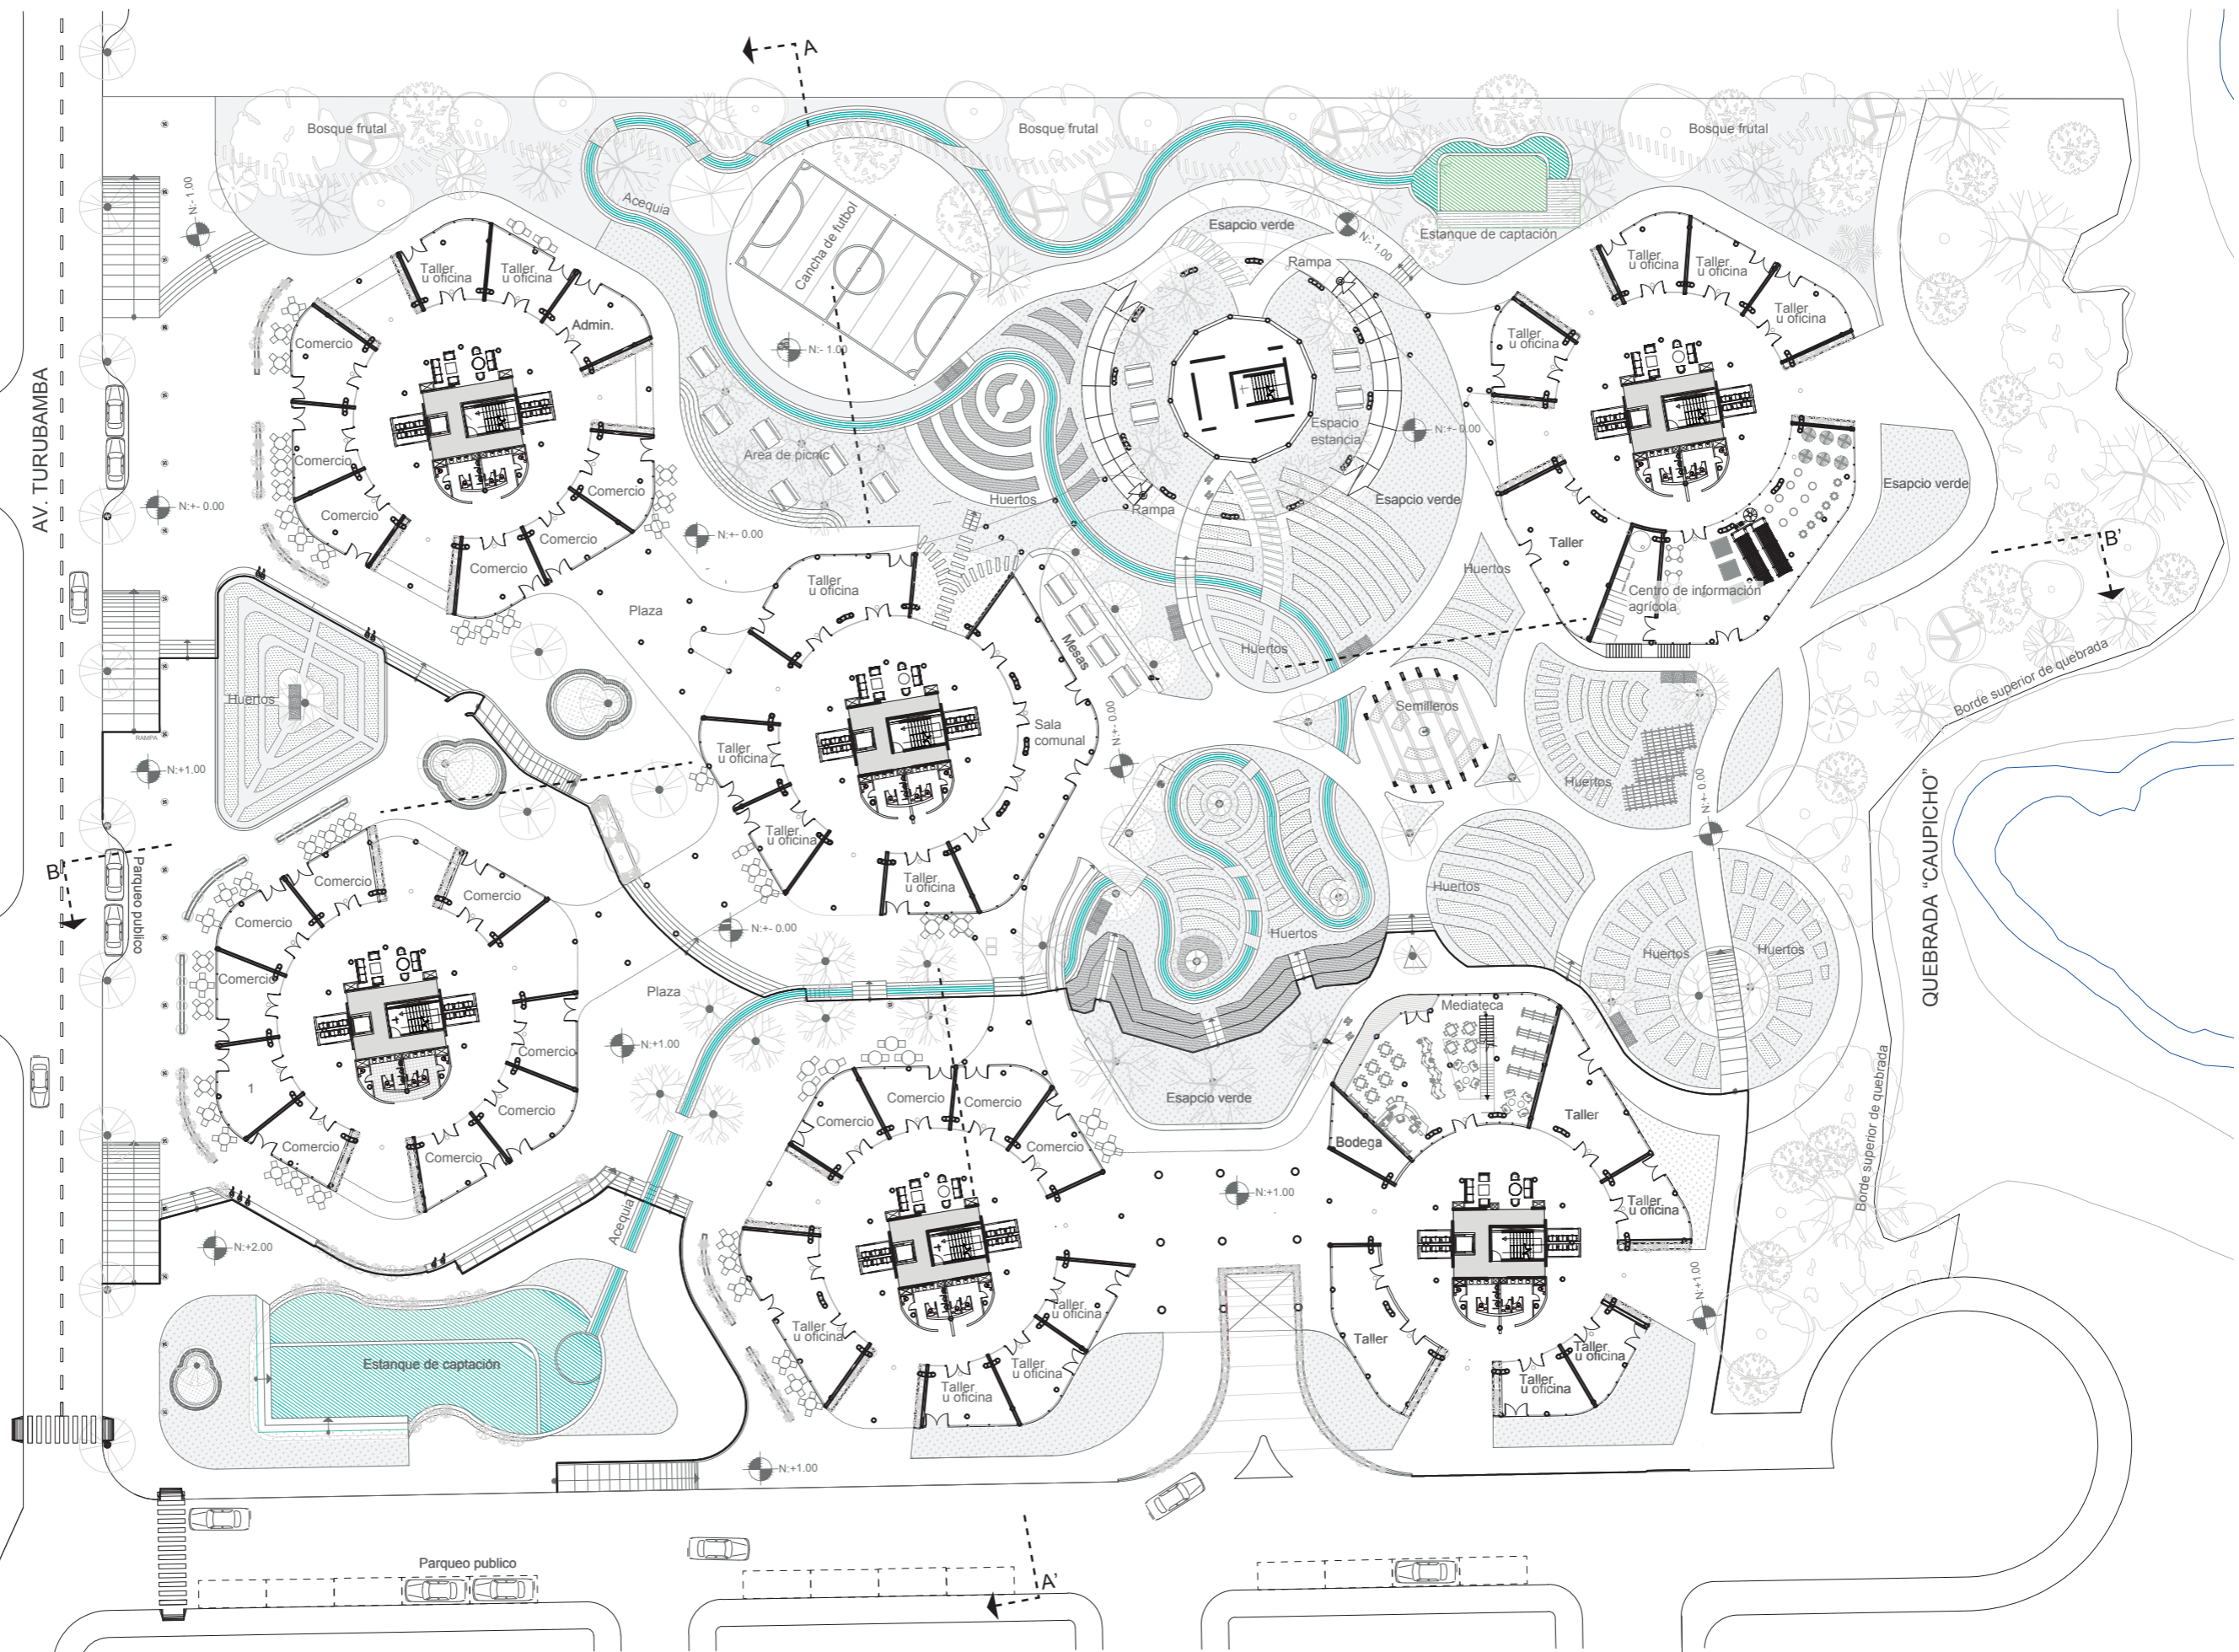 A
Bosque frutal
Bosque frutal
Bosque frutal
N:- 1.00
Acequia
Cancha de futbol
Esapcio verde
N:- 1.00
Estanque de captación
Rampa
Taller
u oficina
Taller
u oficina
Admin.
Comercio
N:- 1.00
Taller
u oficina
Taller
u oficina
Taller
u oficina
Taller
u oficina
AV. TURUBAMBA
Comercio
Comercio
Comercio
Comercio
Comercio
N:+- 0.00
N:+- 0.00
Area de picnic
Huertos
Rampa
Espacio
estancia
N:+- 0.00
Esapcio verde
Esapcio verde
Taller
Centro de información
agrícola
B'
Huertos
Huertos
Plaza
Taller
u oficina
Mesas
Huertos
RAMPA
N:+1.00
Taller
u oficina
Taller
u oficina
Taller
u oficina
Sala
comunal
N:+- 0.00
Semilleros
Huertos
N:+- 0.00
Borde superior de quebrada
QUEBRADA “CAUPICHO”
B
Parqueo publico
Comercio
Comercio
Comercio
Comercio
1
Comercio
Comercio
Comercio
Comercio
N:+- 0.00
Plaza
N:+1.00
Huertos
Huertos
Huertos
Huertos
Mediateca
Esapcio verde
Comercio
Comercio
Comercio
Comercio
Bodega
Taller
Taller
u oficina
Borde superior de quebrada
N:+1.00
N:+1.00
Acequia
N:+2.00
Estanque de captación
Taller
u oficina
Taller
u oficina
Taller
u oficina
Taller
u oficina
Taller
Taller
u oficina
Taller
u oficina
N:+1.00
Parqueo publico
A'